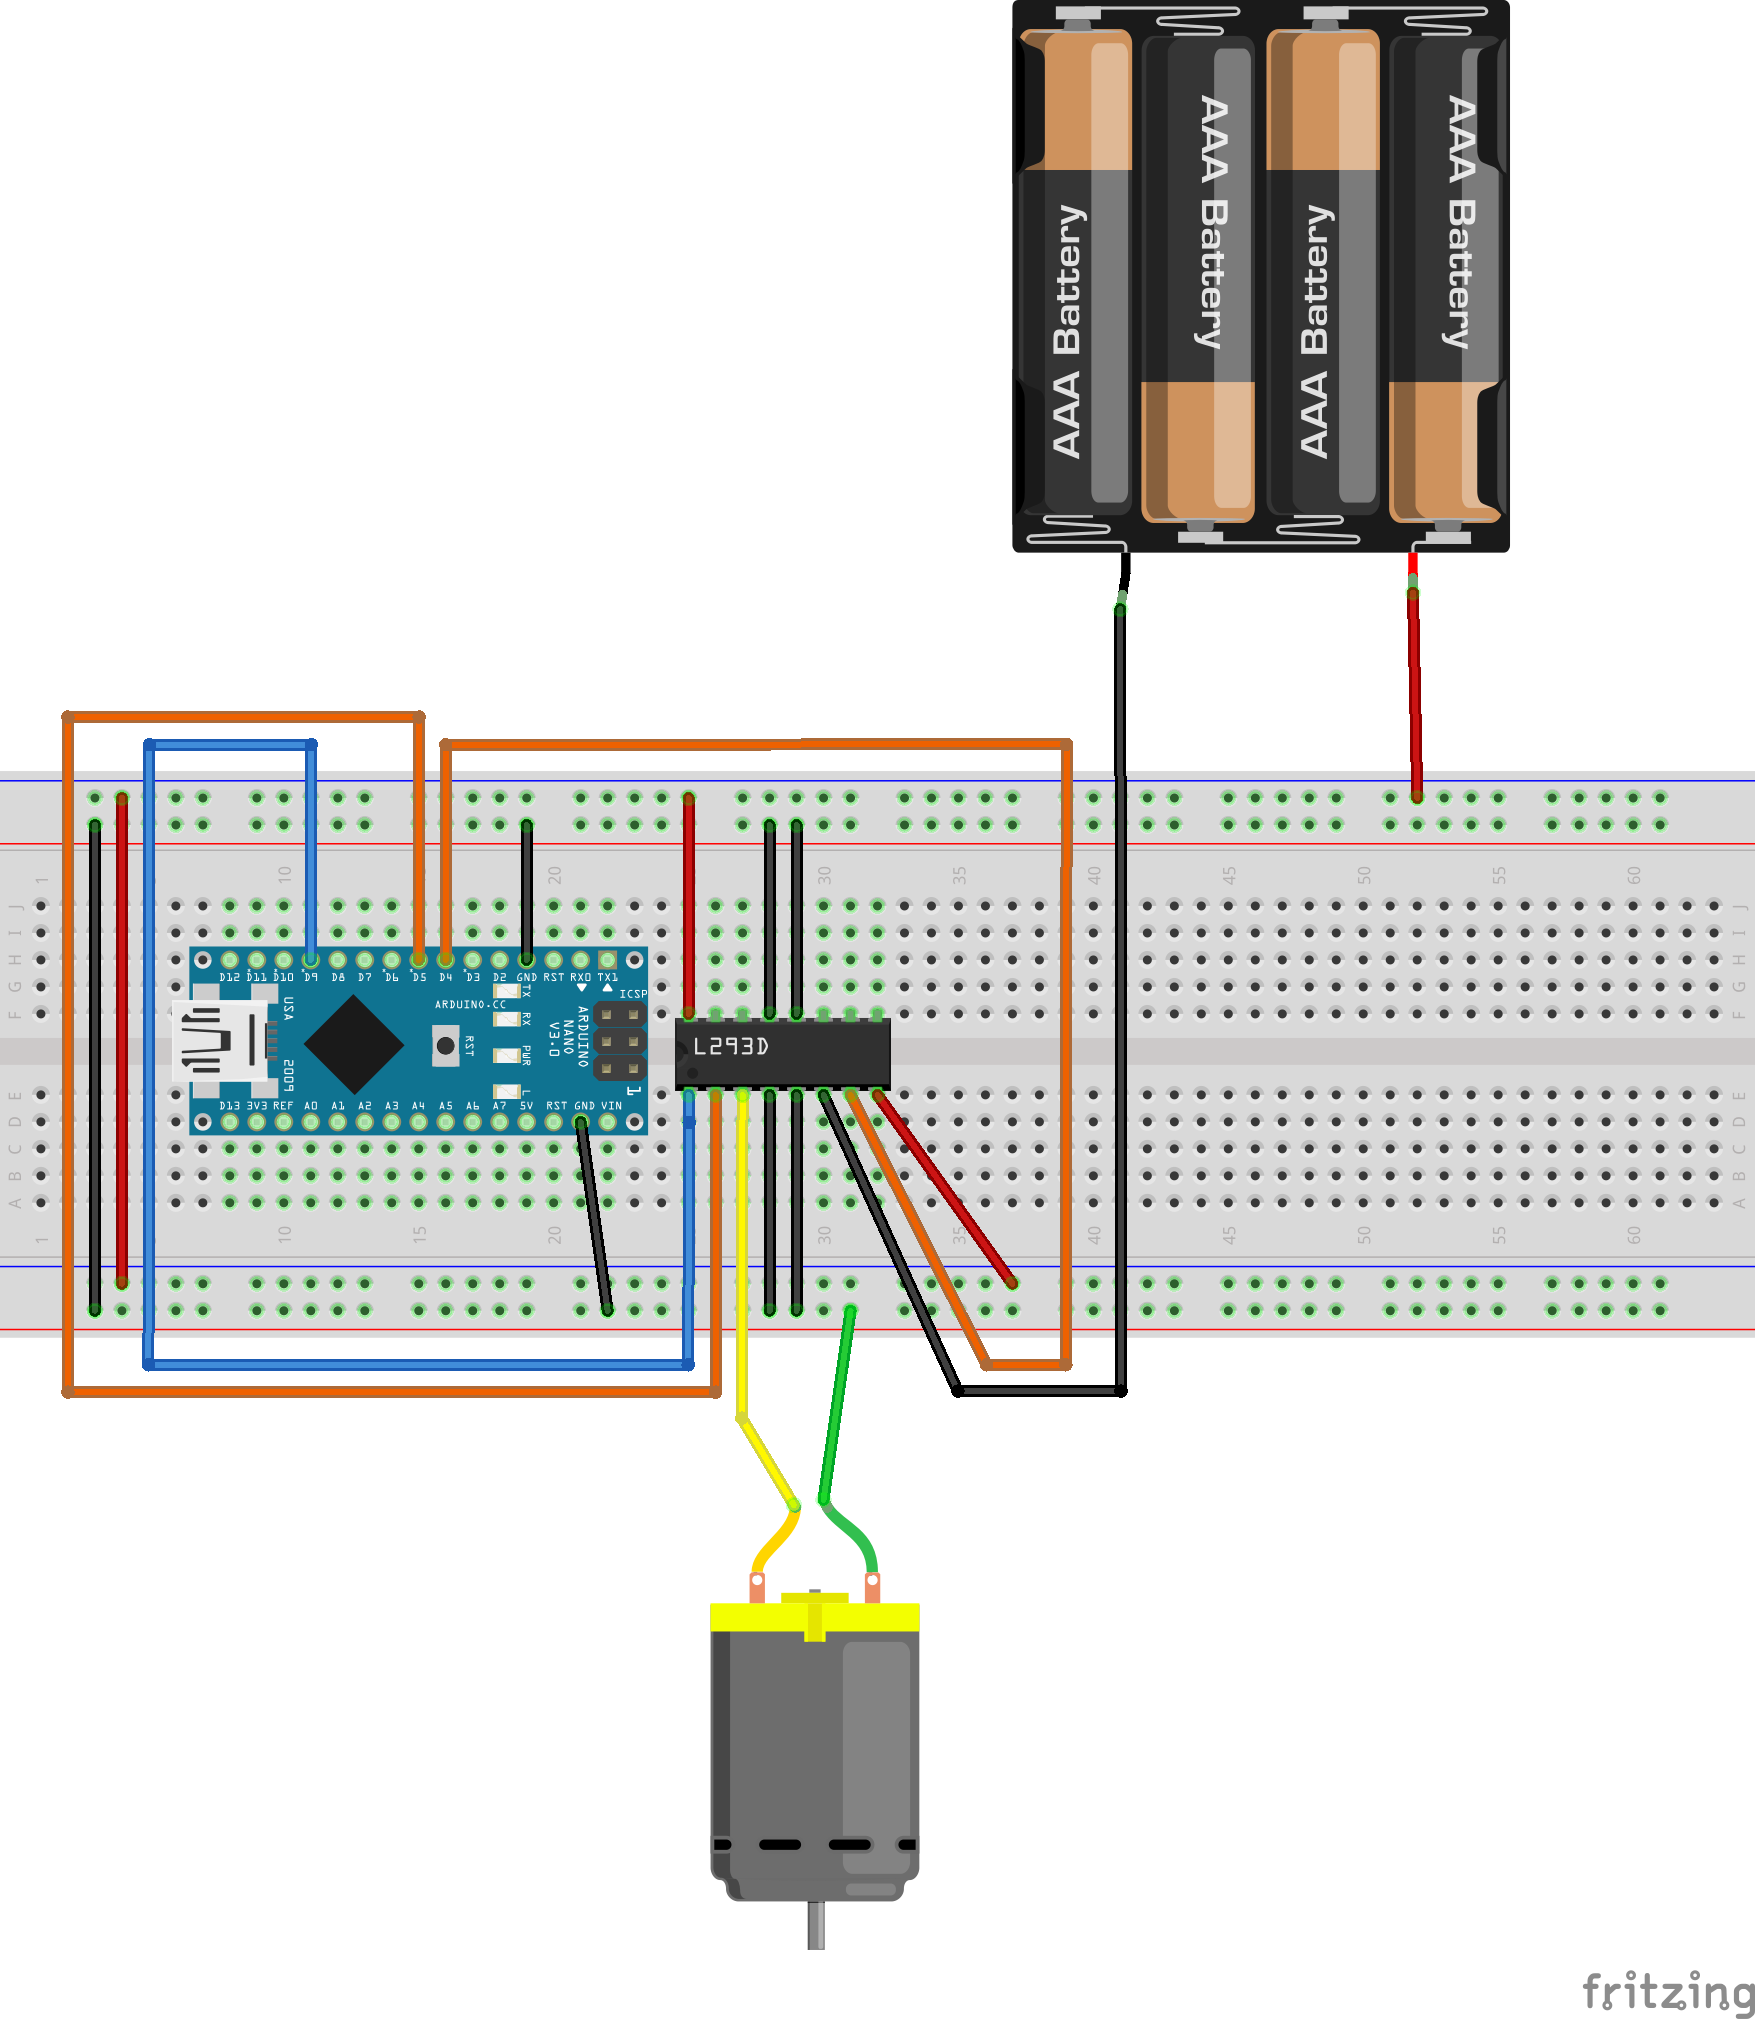 AAA Battery
AAA Battery
AAA Battery
AAA Battery
1 10 20 30 35 40 45 50 55 60
J
I
H
G
F
J
I
H
G
F
D12 D11 D10 D9 D8 D7 D6 D5 D4 D3 D2 GND RST RX0 TX1
USA
2005
ARDUINO.CC
RST
TX
RX
PWR
L
ARDUINO
NANO
V3.0
ICSP
1
D13 3V3 REF A0 A1 A2 A3 A4 A5 A6 A7 5V RST GND VIN
L293D
E
D
C
B
A
E
D
C
B
A
1 10 15 20 30 35 40 45 50 55 60
fritzing